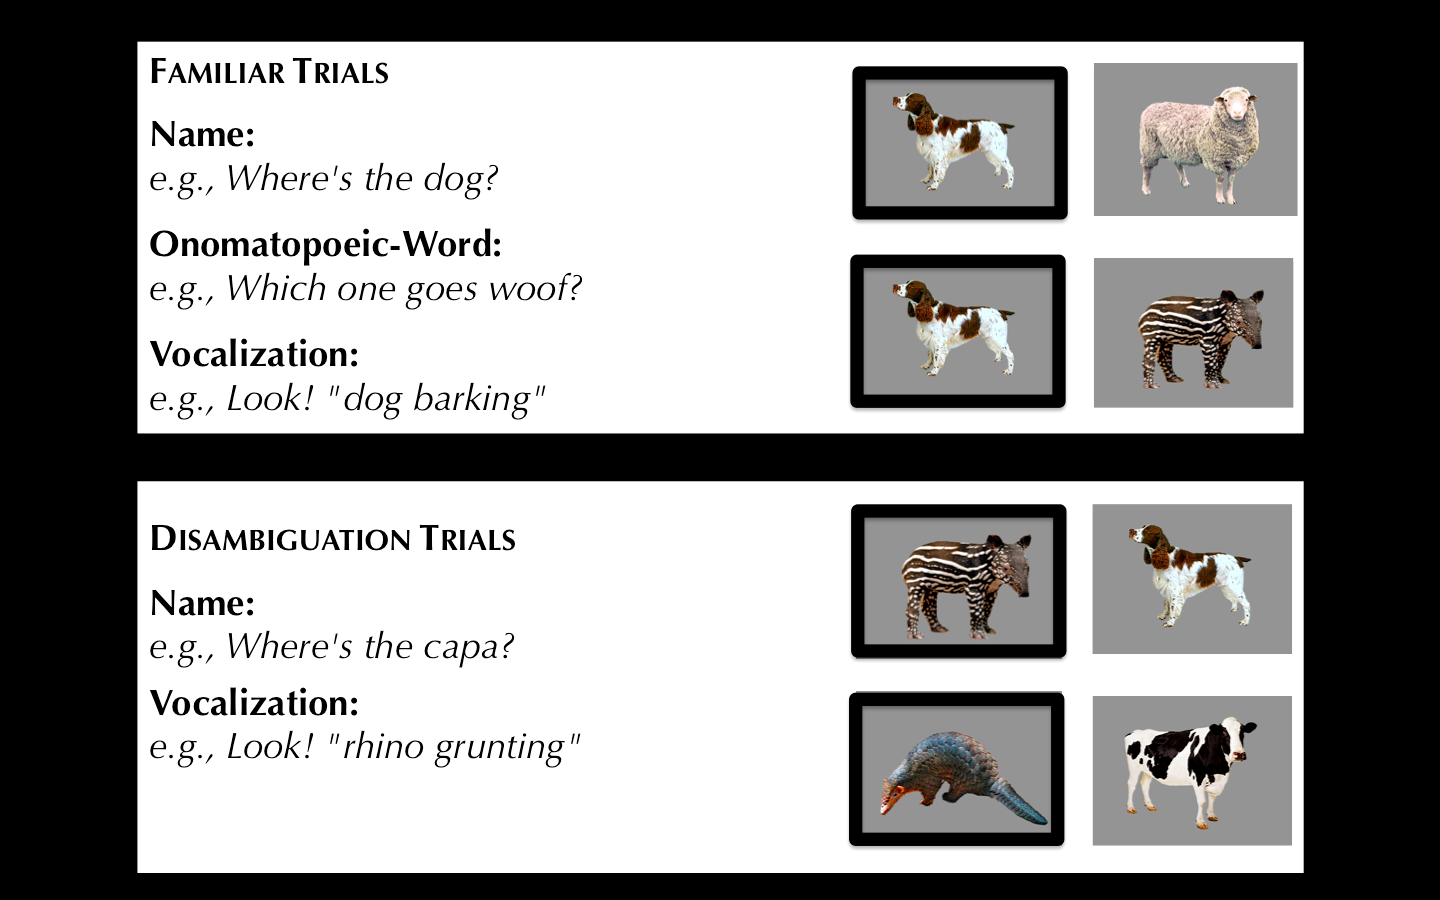 FAMILIAR TRIALS
Name:
e.g., Where's the dog?
Onomatopoeic-Word:
e.g., Which one goes woof?
Vocalization:
e.g., Look! "dog barking"
DISAMBIGUATION TRIALS
Name:
e.g., Where's the capa?
Vocalization:
e.g., Look! "rhino grunting"